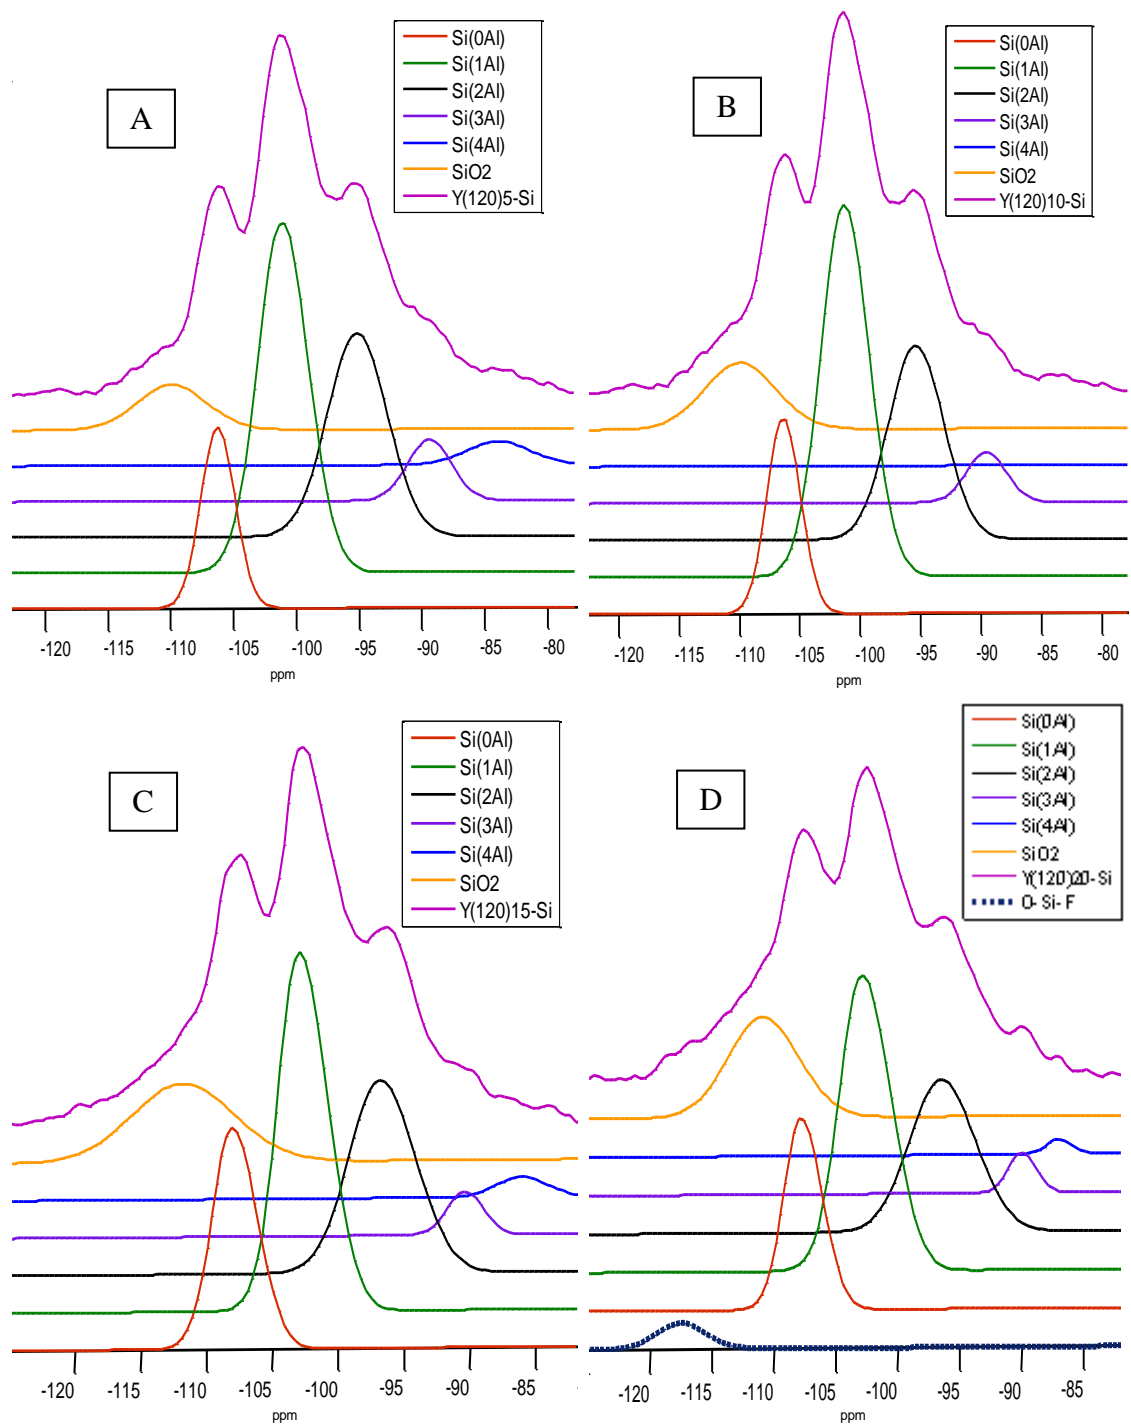 A
Si(0Al)
Si(1Al)
Si(2Al)
Si(3Al)
Si(4Al)
SiO2
Y(120)5-Si
-120 -115 -110 -105 -100 -95 -90 -85 -80
ppm
B
Si(0Al)
Si(1Al)
Si(2Al)
Si(3Al)
Si(4Al)
SiO2
Y(120)10-Si
-120 -115 -110 -105 -100 -95 -90 -85 -80
ppm
C
Si(0Al)
Si(1Al)
Si(2Al)
Si(3Al)
Si(4Al)
SiO2
Y(120)15-Si
-120 -115 -110 -105 -100 -95 -90 -85
ppm
D
Si(0Al)
Si(1Al)
Si(2Al)
Si(3Al)
Si(4Al)
SiO2
Y(120)20-Si
O-Si-F
-120 -115 -110 -105 -100 -95 -90 -85
ppm